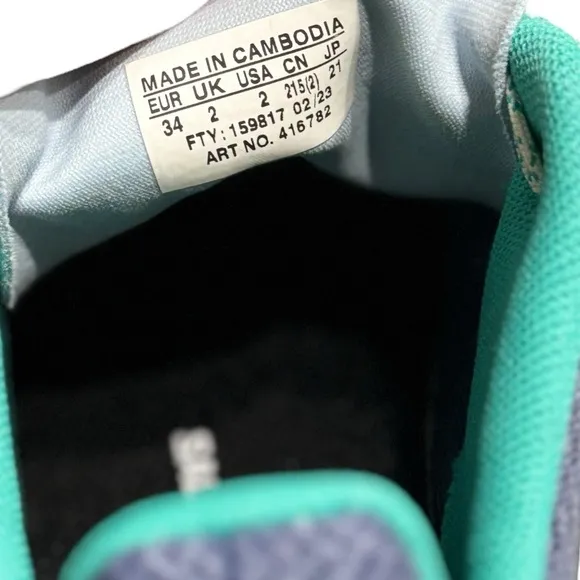 MADE IN CAMBODIA
EUR UK USA CN JP
34 2 2 215(2) 21
FTY: 159817 02/23
ART NO. 416782